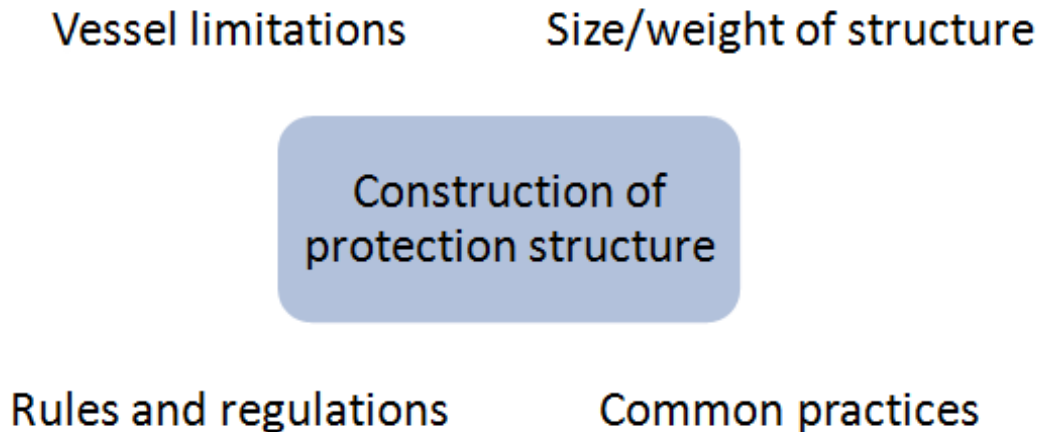 Vessel limitations
Size/weight of structure
Construction of
protection structure
Rules and regulations
Common practices